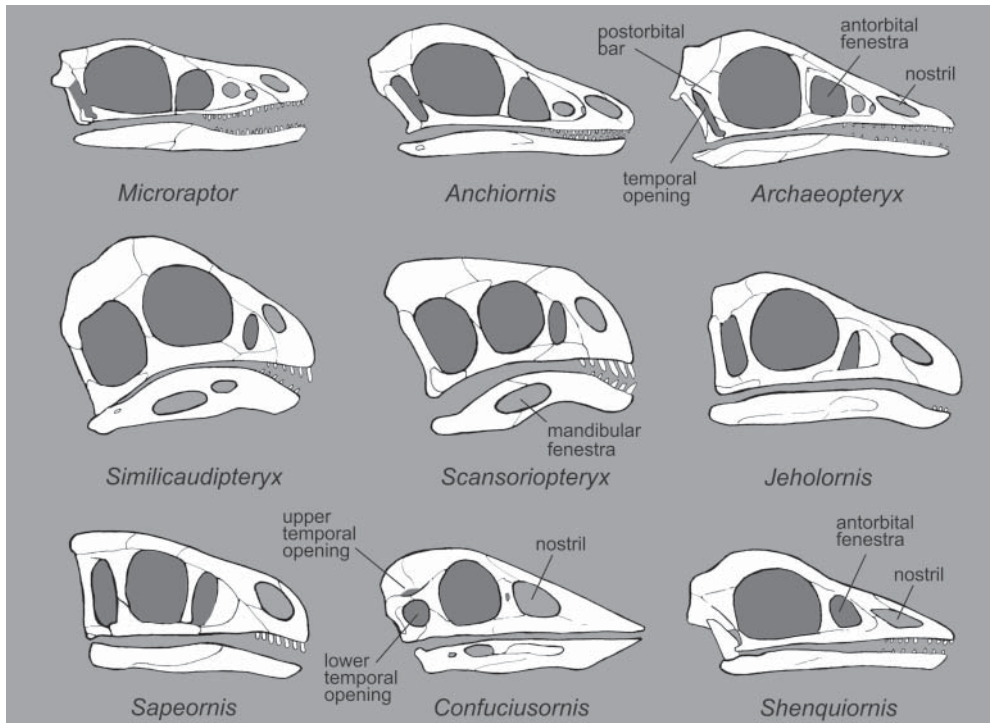 postorbital
bar
antorbital
fenestra
nostril
temporal
opening
Microraptor
Anchiornis
Archaeopteryx
mandibular
fenestra
Similicaudipteryx
Scansoriopteryx
Jeholornis
upper
temporal
opening
nostril
antorbital
fenestra
nostril
lower
temporal
opening
Sapeornis
Confuciusornis
Shenquiornis